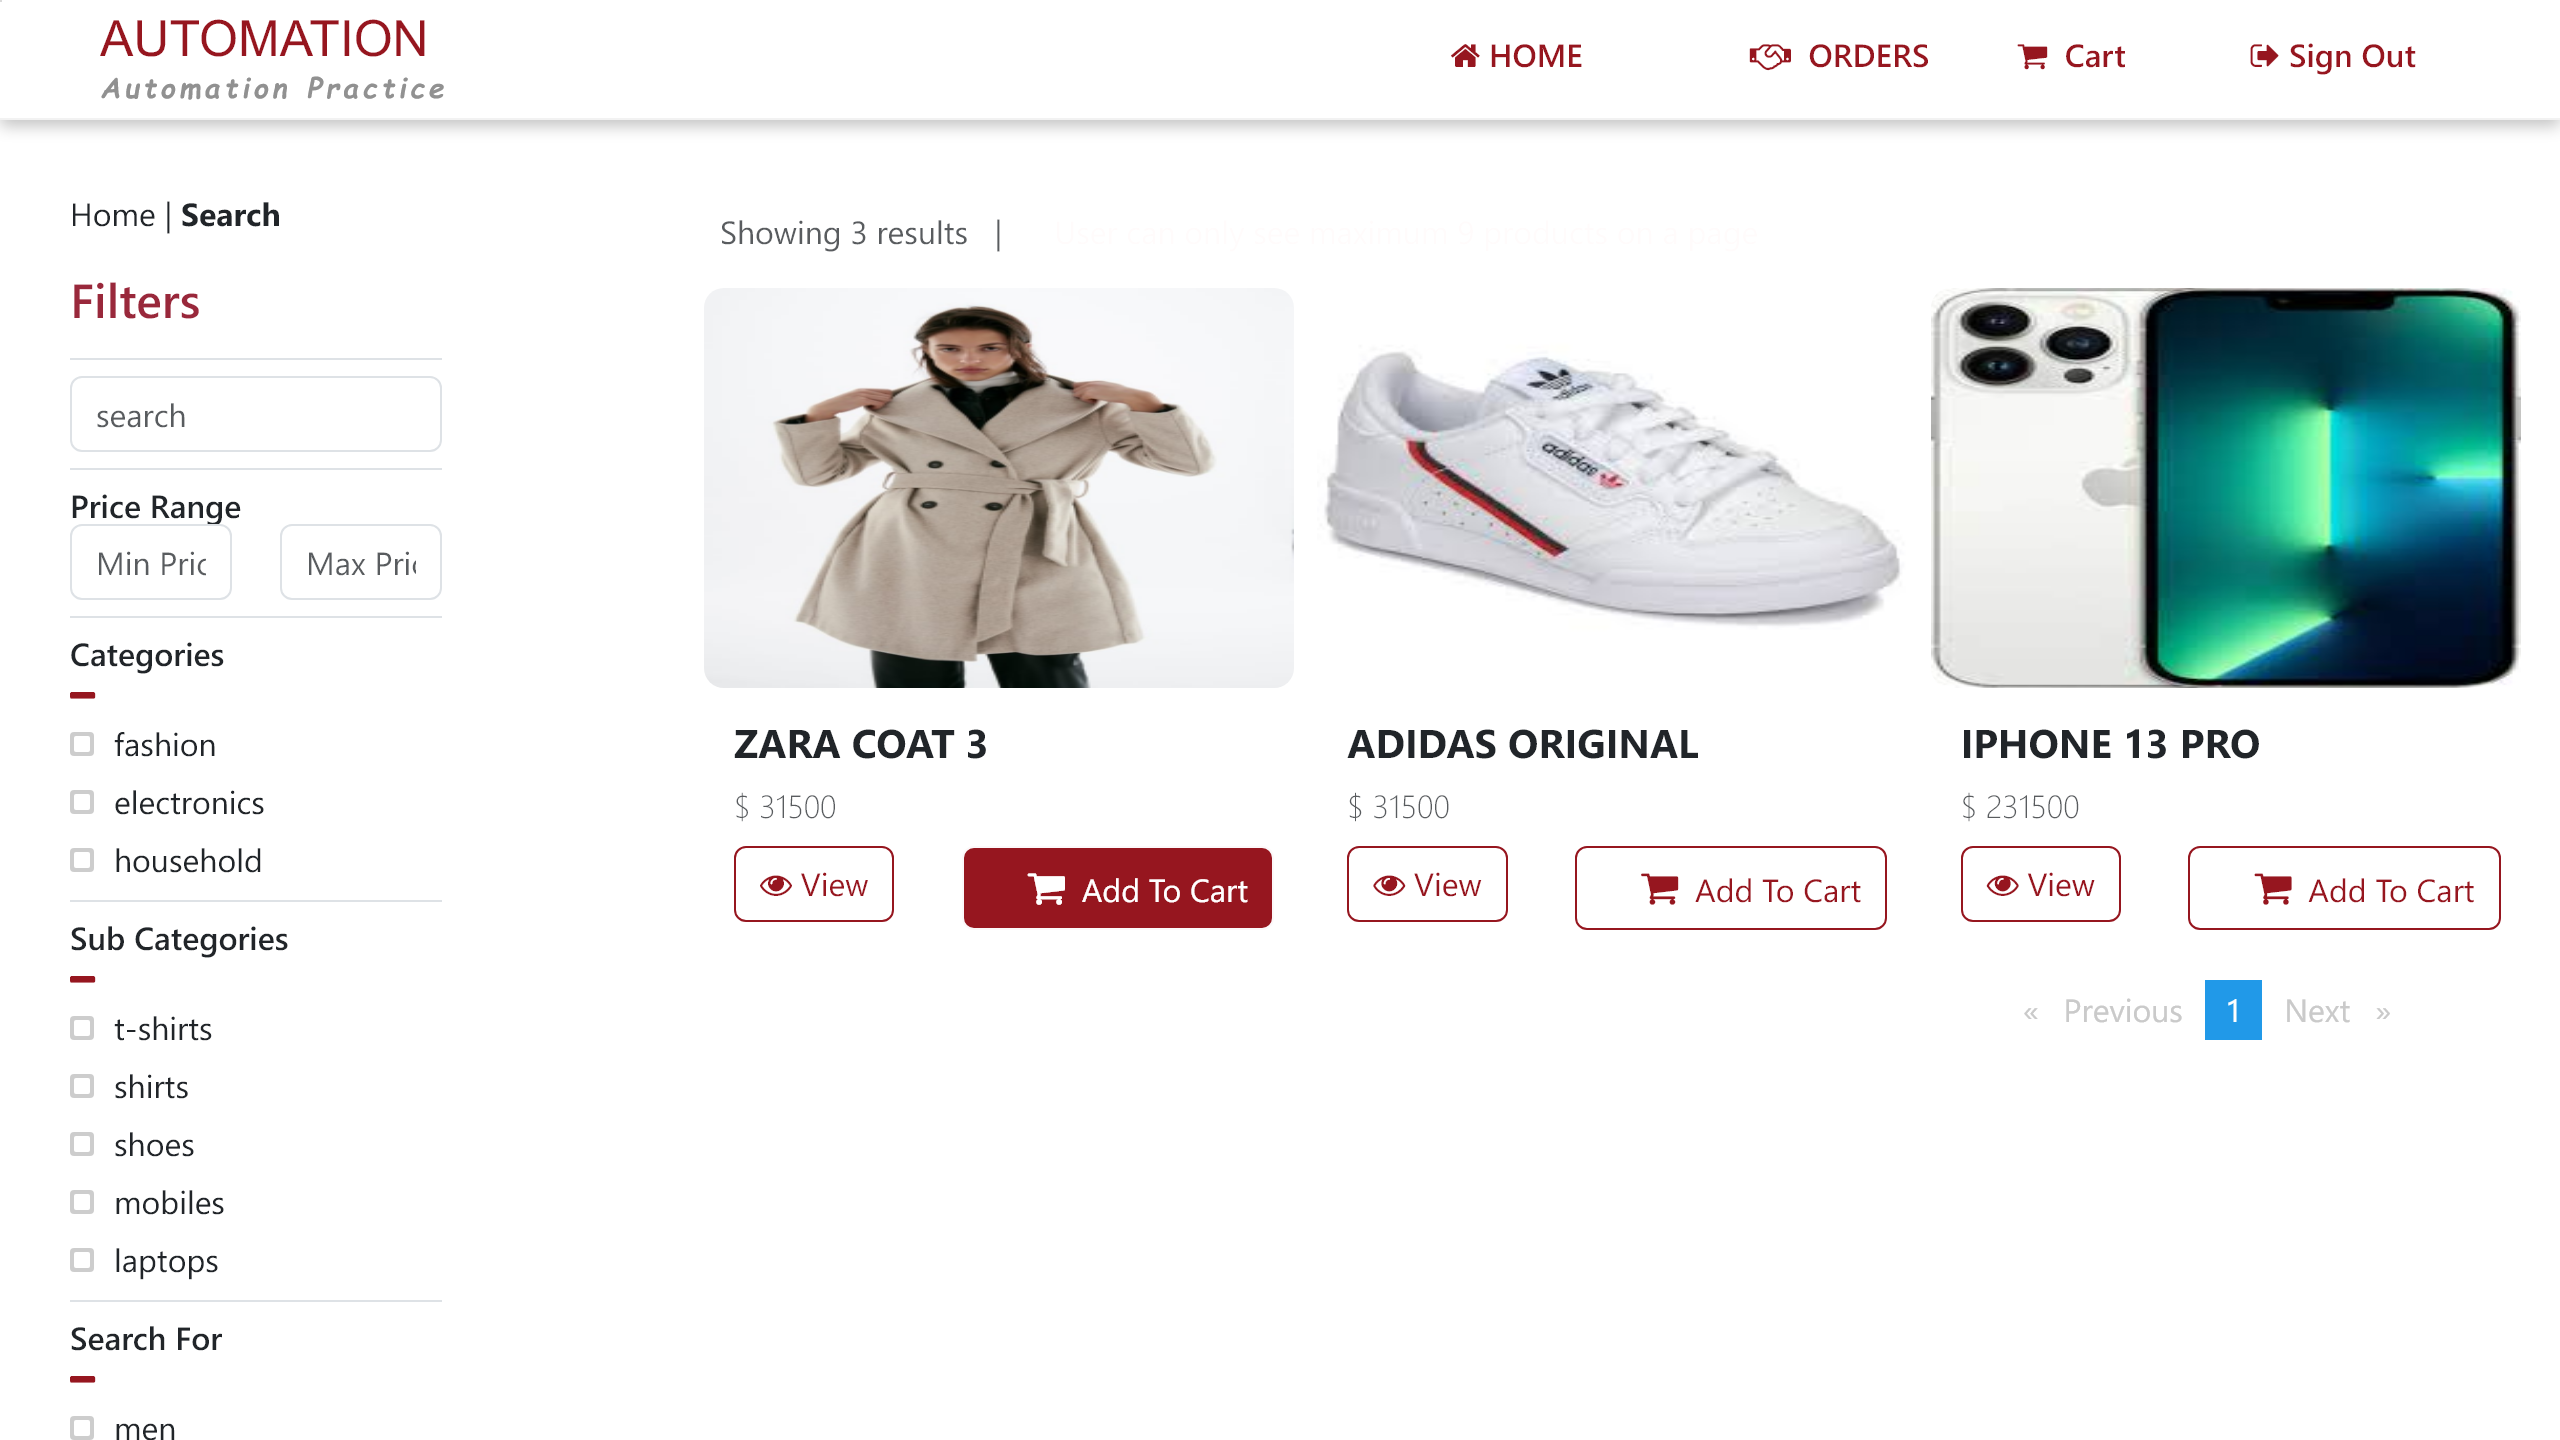 AUTOMATION
Automation Practice
HOME
ORDERS
Cart
Sign Out
Home | Search
Showing 3 results |
User can only see maximum 9 products on a page
Filters
search
Price Range
Min Pric
Max Pri
Categories
fashion
electronics
household
Sub Categories
t-shirts
shirts
shoes
mobiles
laptops
Search For
men
adidas
adidas
ZARA COAT 3
$ 31500
View
Add To Cart
ADIDAS ORIGINAL
$ 31500
View
Add To Cart
IPHONE 13 PRO
$ 231500
View
Add To Cart
« Previous 1 Next »